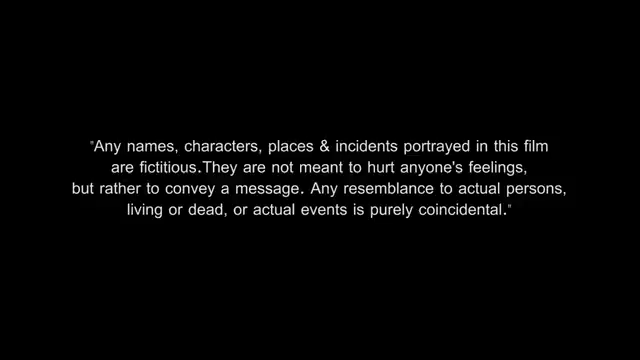 "Any names, characters, places & incidents portrayed in this film
are fictitious.They are not meant to hurt anyone's feelings,
but rather to convey a message. Any resemblance to actual persons,
living or dead, or actual events is purely coincidental."